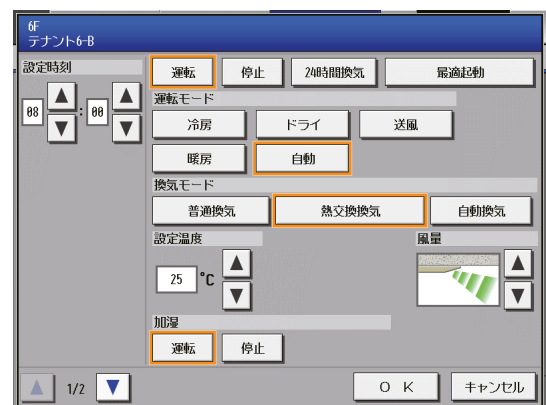 6F
テナント6-B
設定時刻
08 : 00
運転 停止 24時間換気 最適起動
運転モード
冷房 ドライ 送風
暖房 自動
換気モード
普通換気 熱交換換気 自動換気
設定温度 風量
25 °C
加湿
運転 停止
1/2 O K キャンセル